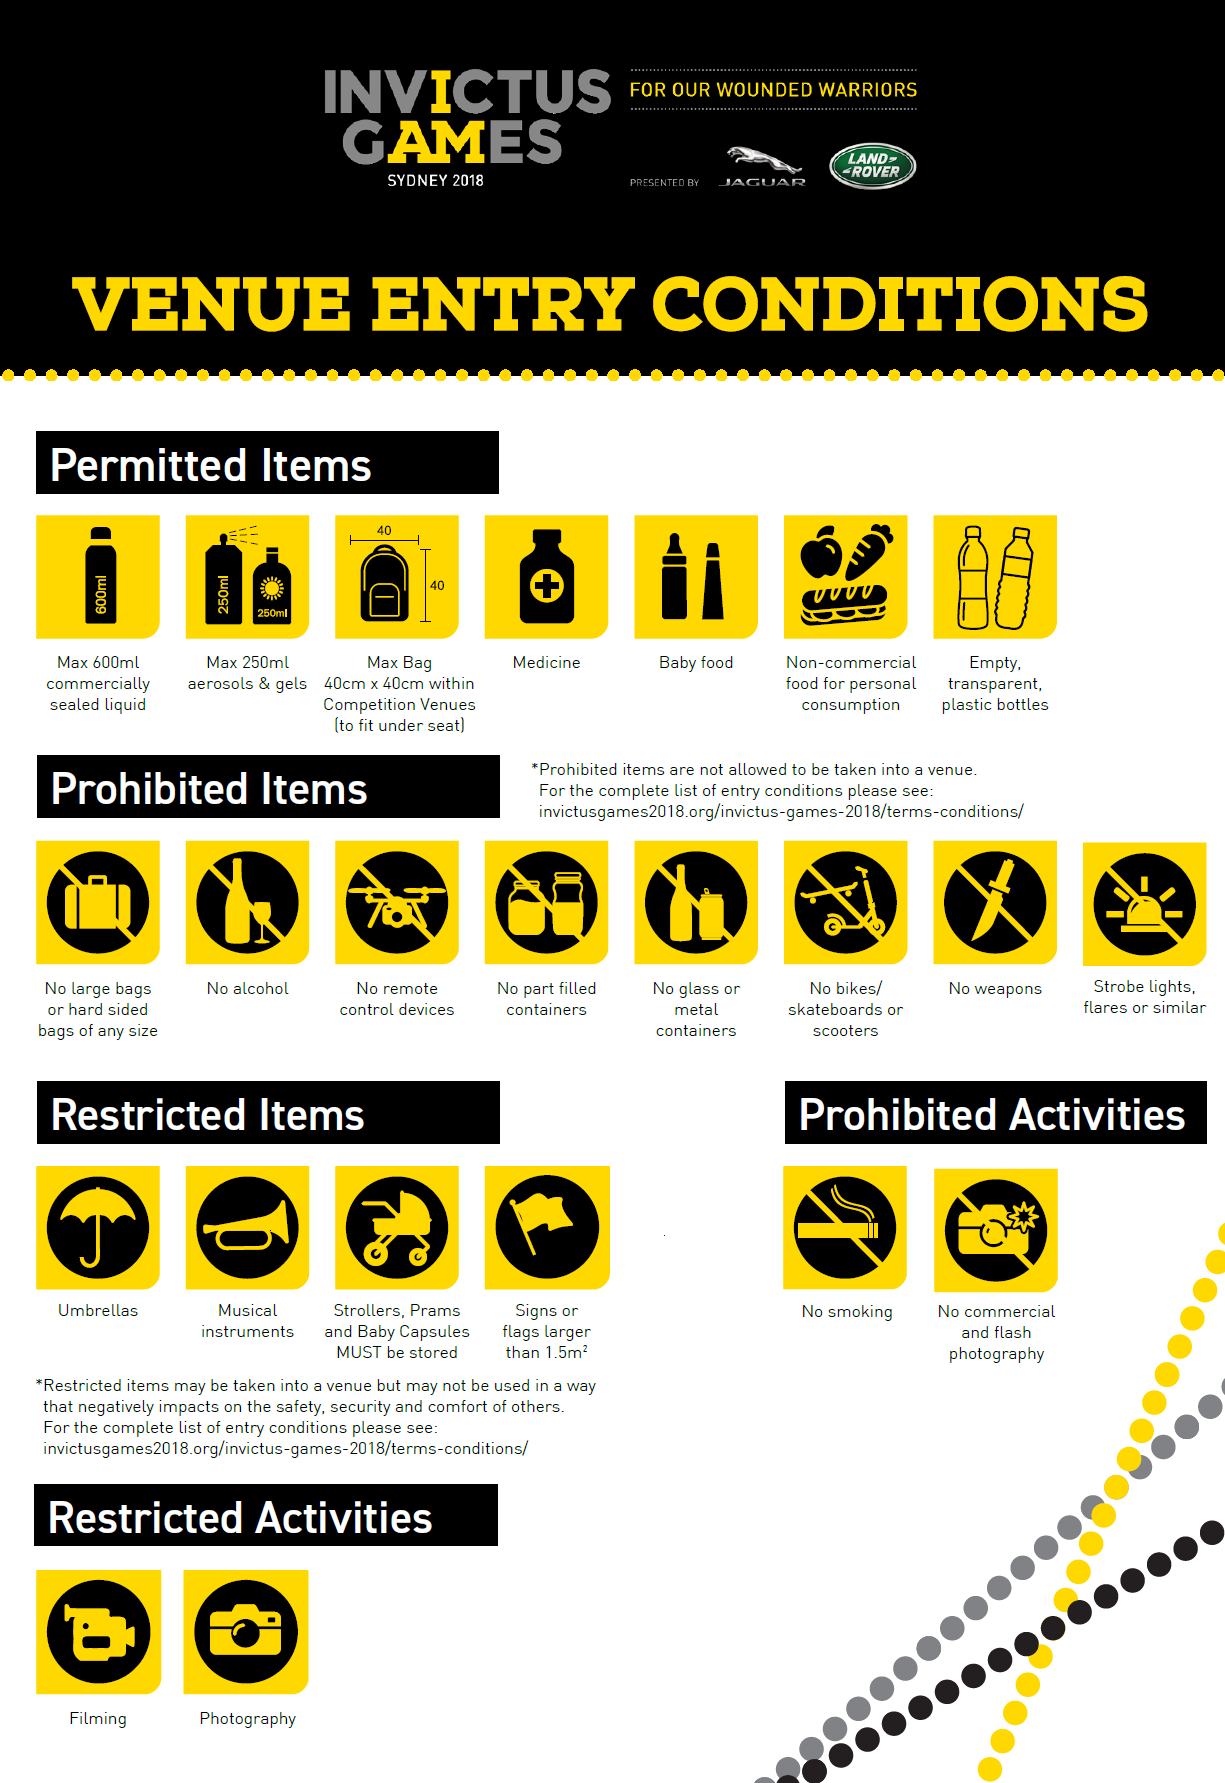 INVICTUS
GAMES
SYDNEY 2018
FOR OUR WOUNDED WARRIORS
PRESENTED BY
JAGUAR
LAND-
-ROVER
VENUE ENTRY CONDITIONS
Permitted Items
600ml
250ml
250ml
40
40
Max 600ml
commercially
sealed liquid
Max 250ml
aerosols & gels
Max Bag
40cm x 40cm within
Competition Venues
(to fit under seat)
Medicine
Baby food
Non-commercial
food for personal
consumption
Empty,
transparent,
plastic bottles
Prohibited Items
*Prohibited items are not allowed to be taken into a venue.
For the complete list of entry conditions please see:
invictusgames2018.org/invictus-games-2018/terms-conditions/
No large bags
or hard sided
bags of any size
No alcohol
No remote
control devices
No part filled
containers
No glass or
metal
containers
No bikes/
skateboards or
scooters
No weapons
Strobe lights,
flares or similar
Restricted Items
Umbrellas
Musical
instruments
Strollers, Prams
and Baby Capsules
MUST be stored
Signs or
flags larger
than 1.5m²
*Restricted items may be taken into a venue but may not be used in a way
that negatively impacts on the safety, security and comfort of others.
For the complete list of entry conditions please see:
invictusgames2018.org/invictus-games-2018/terms-conditions/
Prohibited Activities
No smoking
No commercial
and flash
photography
Restricted Activities
Filming
Photography